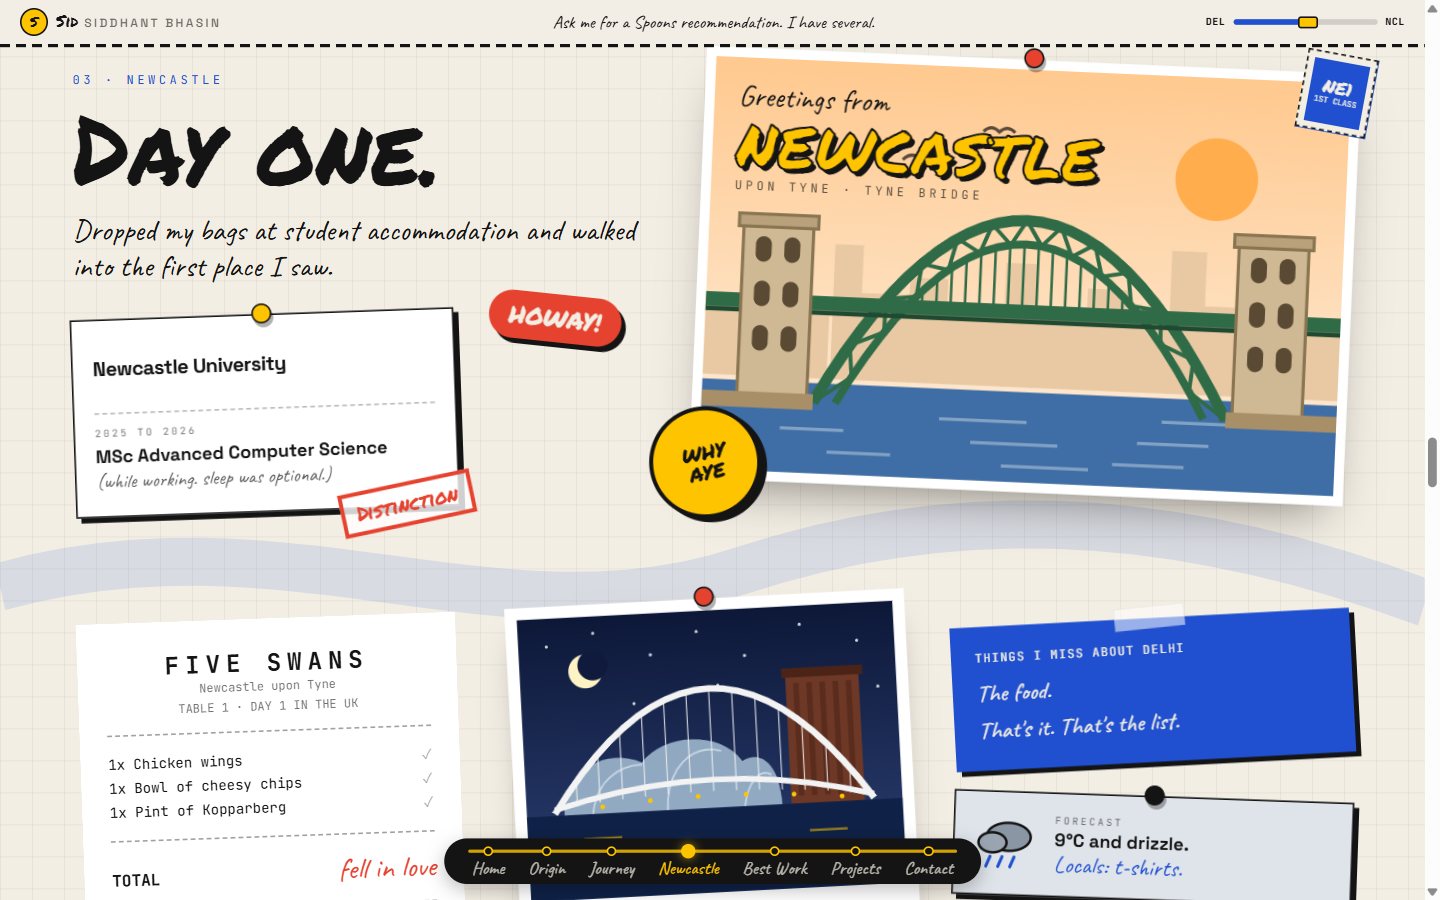 S SID SIDDHANT BHASIN
Ask me for a Spoons recommendation. I have several.
DEL NCL
03 · NEWCASTLE
DAY ONE.
Dropped my bags at student accommodation and walked
into the first place I saw.
HOWAY!
Newcastle University
2025 TO 2026
MSc Advanced Computer Science
(while working. sleep was optional.)
DISTINCTION
Greetings from
NEWCASTLE
UPON TYNE · TYNE BRIDGE
NE1
1ST CLASS
WHY
AYE
FIVE SWANS
Newcastle upon Tyne
TABLE 1 · DAY 1 IN THE UK
1x Chicken wings ✓
1x Bowl of cheesy chips ✓
1x Pint of Kopparberg ✓
TOTAL fell in love
THINGS I MISS ABOUT DELHI
The food.
That's it. That's the list.
FORECAST
9°C and drizzle.
Locals: t-shirts.
Home Origin Journey Newcastle Best Work Projects Contact